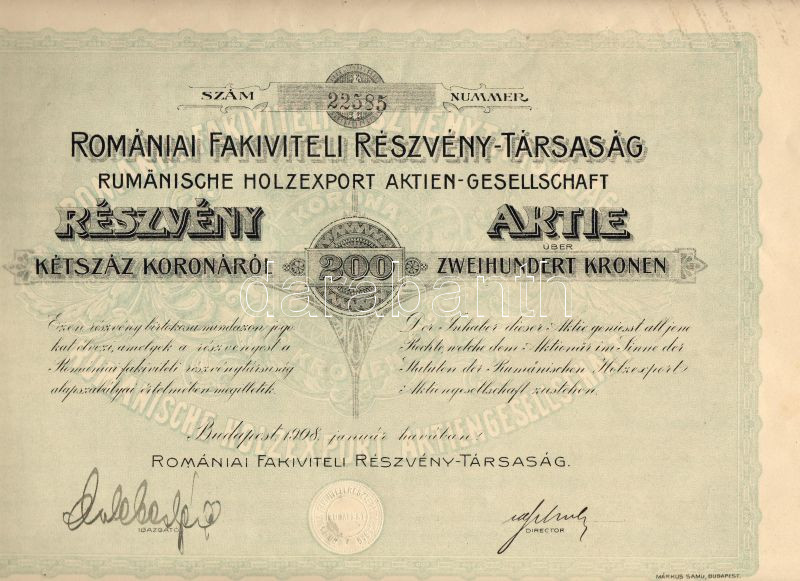 SZÁM 22585 NUMMER
ROMÁNIAI FAKIVITELI RÉSZVÉNY-TÁRSASÁG
RUMÄNISCHE HOLZEXPORT AKTIEN-GESELLSCHAFT
RÉSZVÉNY
KÉTSZÁZ KORONÁRÓL
200
AKTIE
ÜBER
ZWEIHUNDERT KRONEN
Ezen részvény birtokosa mindazon jogo
kat élvezi, amelyek a részvényest a
Romániai fakiviteli részvénytársaság
alapszabályai értelmében megilletik.
Der Inhaber dieser Aktie geniesst all jene
Rechte, welche dem Aktionär im Sinne der
Statuten der Rumänischen Holzexport
Aktiengesellschaft zustehen.
Budapest, 1908. január havában.
ROMÁNIAI FAKIVITELI RÉSZVÉNY-TÁRSASÁG.
IGAZGATÓ
DIRECTOR
MÁRKUS SAMU, BUDAPEST.
darabanth